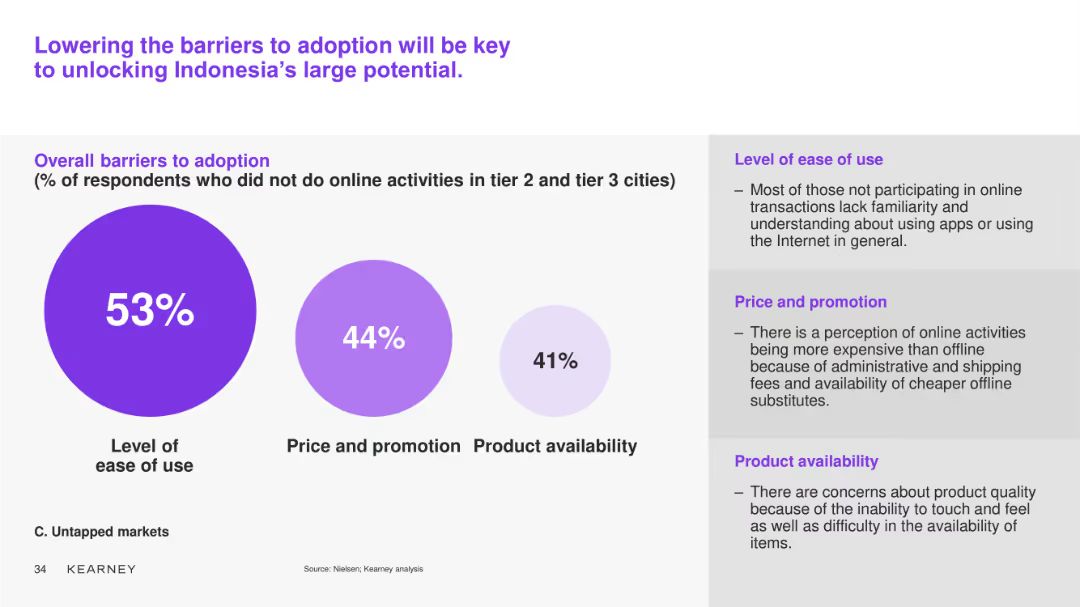 Lowering the barriers to adoption will be key
to unlocking Indonesia's large potential.
Overall barriers to adoption
(% of respondents who did not do online activities in tier 2 and tier 3 cities)
53%
44%
41%
Level of
ease of use
Price and promotion
Product availability
Level of ease of use
– Most of those not participating in online
transactions lack familiarity and
understanding about using apps or using
the Internet in general.
Price and promotion
– There is a perception of online activities
being more expensive than offline
because of administrative and shipping
fees and availability of cheaper offline
substitutes.
Product availability
– There are concerns about product quality
because of the inability to touch and feel
as well as difficulty in the availability of
items.
C. Untapped markets
34 KEARNEY
Source: Nielsen; Kearney analysis